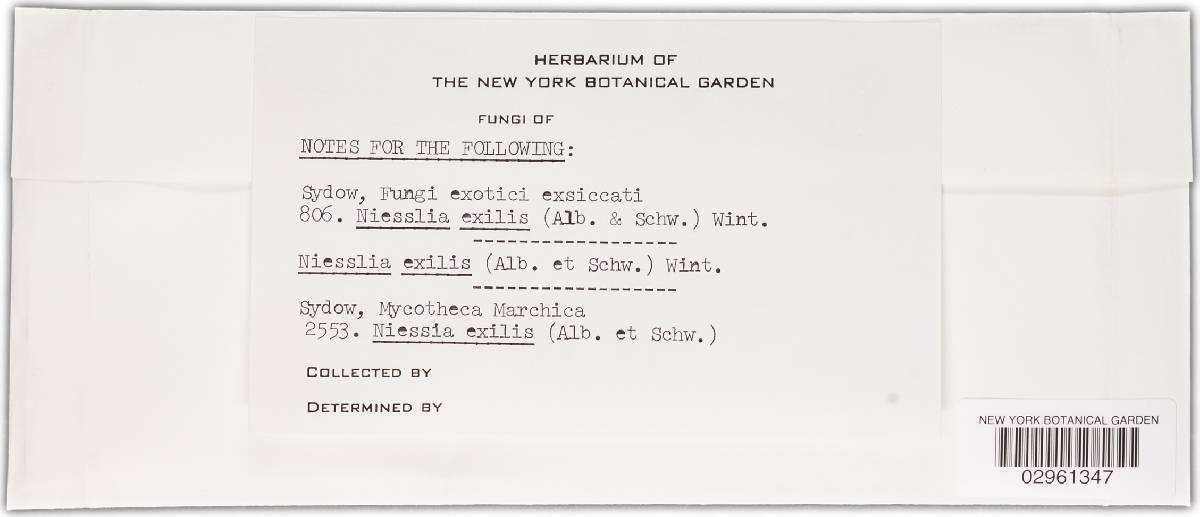 HERBARIUM OF
THE NEW YORK BOTANICAL GARDEN
FUNGI OF
NOTES FOR THE FOLLOWING:
Sydow, Fungi exotici exsiccati
806. Niesslia exilis (Alb. & Schw.) Wint.
------------------
Niesslia exilis (Alb. et Schw.) Wint.
------------------
Sydow, Mycotheca Marchica
2553. Niessia exilis (Alb. et Schw.)
COLLECTED BY
DETERMINED BY
NEW YORK BOTANICAL GARDEN
02961347